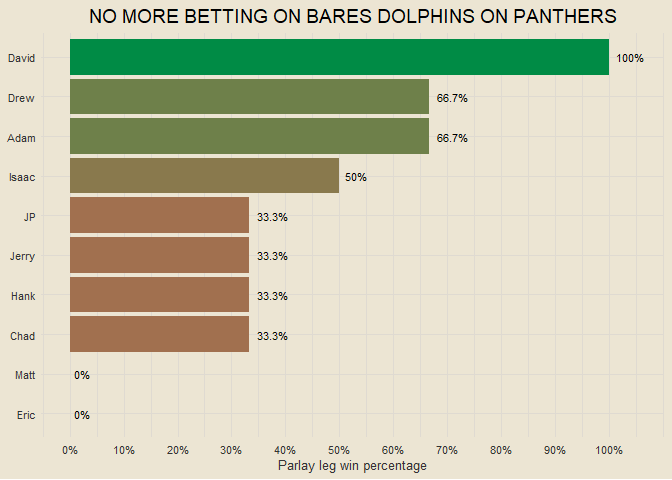 NO MORE BETTING ON BARES DOLPHINS ON PANTHERS
David 100%
Drew 66.7%
Adam 66.7%
Isaac 50%
JP 33.3%
Jerry 33.3%
Hank 33.3%
Chad 33.3%
Matt 0%
Eric 0%
0% 10% 20% 30% 40% 50% 60% 70% 80% 90% 100%
Parlay leg win percentage